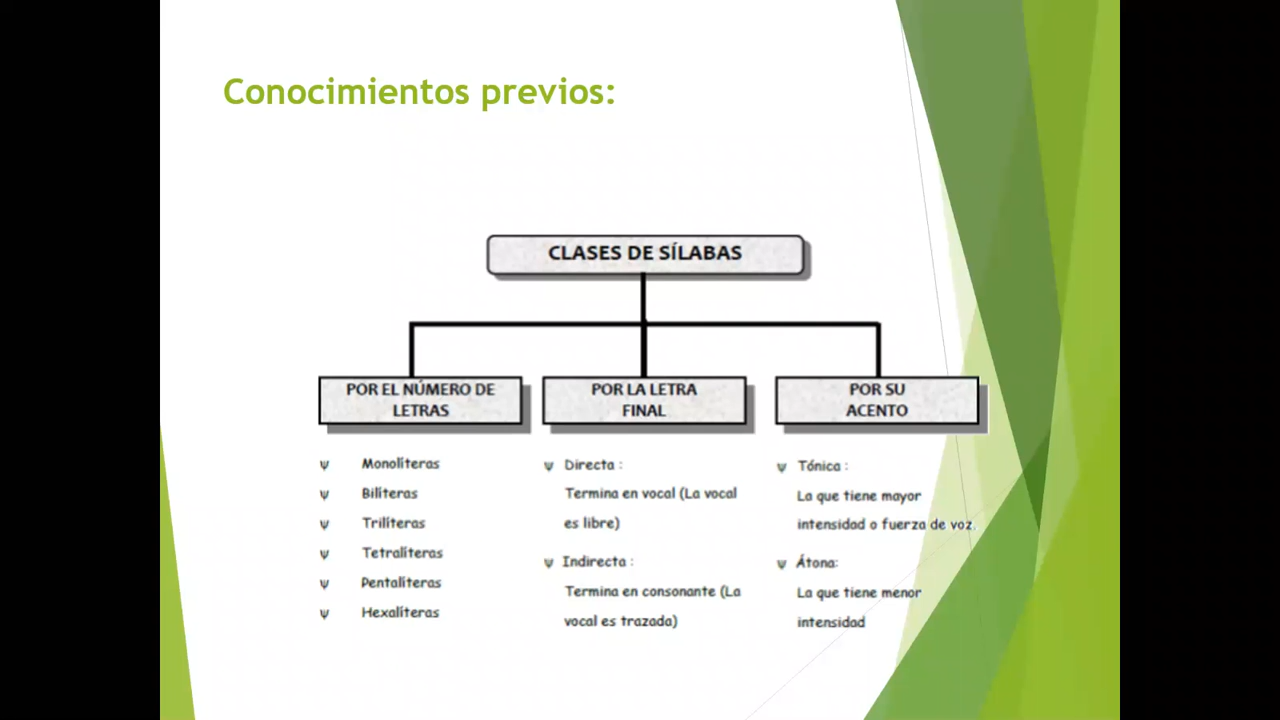 Conocimientos previos:
CLASES DE SÍLABAS
POR EL NÚMERO DE
LETRAS
ψ Monolíteras
ψ Bilíteras
ψ Trilíteras
ψ Tetralíteras
ψ Pentalíteras
ψ Hexalíteras
POR LA LETRA
FINAL
ψ Directa :
Termina en vocal (La vocal
es libre)
ψ Indirecta :
Termina en consonante (La
vocal es trazada)
POR SU
ACENTO
ψ Tónica :
La que tiene mayor
intensidad o fuerza de voz.
ψ Átona:
La que tiene menor
intensidad